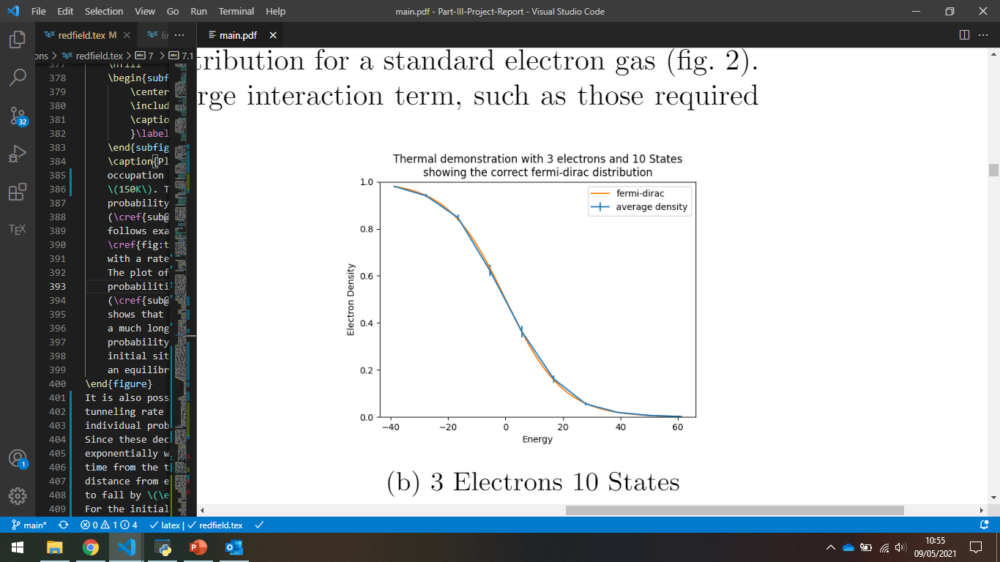 File Edit Selection View Go Run Terminal Help
main.pdf - Part-III-Project-Report - Visual Studio Code
redfield.tex M
main.pdf
ons > redfield.tex > 7 > 7.1
378 \begin{subf
379 \center
380 \includ
381 \captio
382 }\label
383 \end{subfig
384 \caption{Pl
385 occupation
386 \(150K\). T
387 probability
388 (\cref{sub@
389 follows exa
390 \cref{fig:t
391 with a rate
392 The plot of
393 probabiliti
394 (\cref{sub@
395 shows that
396 a much long
397 probability
398 initial sit
399 an equilibr
400 \end{figure}
401 It is also poss
402 tunneling rate
403 individual prob
404 Since these dec
405 exponentially w
406 time from the t
407 distance from e
408 to fall by \(\e
409 For the initial
tribution for a standard electron gas (fig. 2).
rge interaction term, such as those required
Thermal demonstration with 3 electrons and 10 States
showing the correct fermi-dirac distribution
fermi-dirac
average density
1.0
0.8
0.6
0.4
0.2
0.0
Electron Density
−40 −20 0 20 40 60
Energy
(b) 3 Electrons 10 States
32
TEX
1
main* 0 1 4 latex | redfield.tex
10:55
09/05/2021